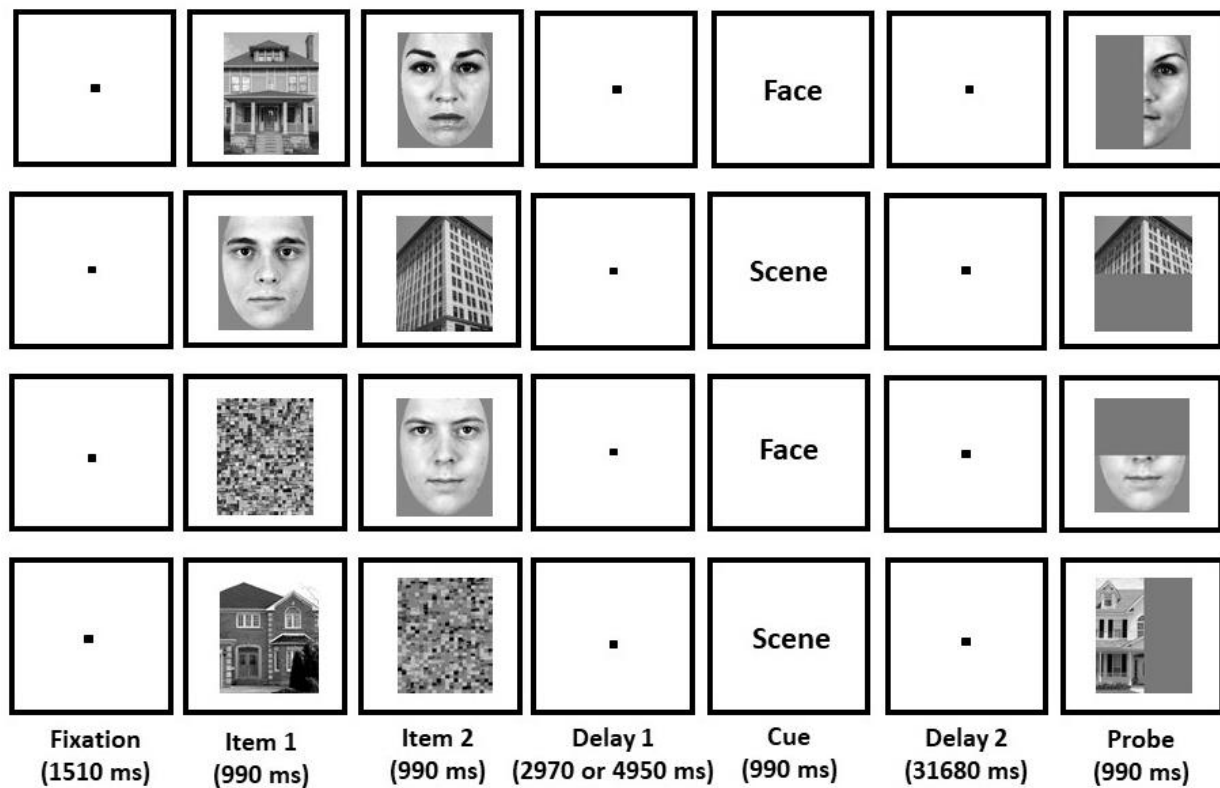 Face
Scene
Face
Scene
Fixation
(1510 ms)
Item 1
(990 ms)
Item 2
(990 ms)
Delay 1
(2970 or 4950 ms)
Cue
(990 ms)
Delay 2
(31680 ms)
Probe
(990 ms)